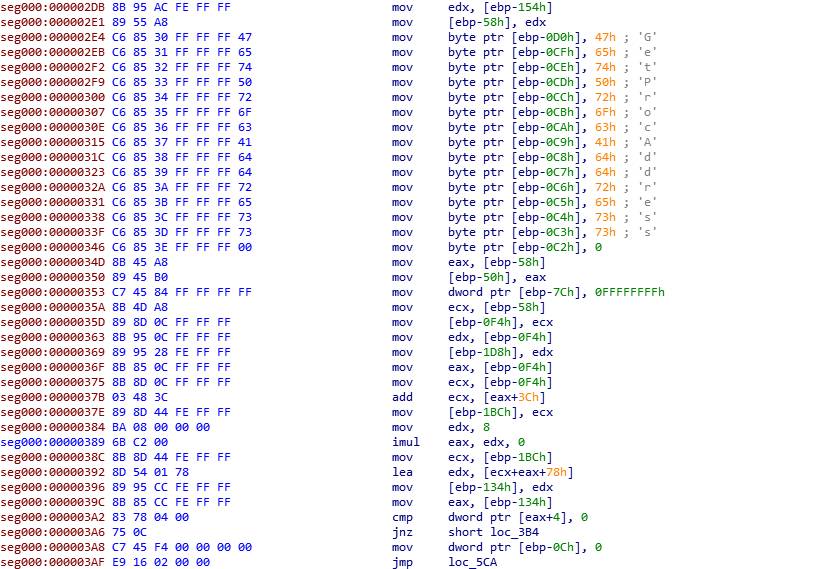 seg000:000002DB 8B 95 AC FE FF FF mov edx, [ebp-154h]
seg000:000002E1 89 55 A8 mov [ebp-58h], edx
seg000:000002E4 C6 85 30 FF FF FF 47 mov byte ptr [ebp-0D0h], 47h ; 'G'
seg000:000002EB C6 85 31 FF FF FF 65 mov byte ptr [ebp-0CFh], 65h ; 'e'
seg000:000002F2 C6 85 32 FF FF FF 74 mov byte ptr [ebp-0CEh], 74h ; 't'
seg000:000002F9 C6 85 33 FF FF FF 50 mov byte ptr [ebp-0CDh], 50h ; 'P'
seg000:00000300 C6 85 34 FF FF FF 72 mov byte ptr [ebp-0CCh], 72h ; 'r'
seg000:00000307 C6 85 35 FF FF FF 6F mov byte ptr [ebp-0CBh], 6Fh ; 'o'
seg000:0000030E C6 85 36 FF FF FF 63 mov byte ptr [ebp-0CAh], 63h ; 'c'
seg000:00000315 C6 85 37 FF FF FF 41 mov byte ptr [ebp-0C9h], 41h ; 'A'
seg000:0000031C C6 85 38 FF FF FF 64 mov byte ptr [ebp-0C8h], 64h ; 'd'
seg000:00000323 C6 85 39 FF FF FF 64 mov byte ptr [ebp-0C7h], 64h ; 'd'
seg000:0000032A C6 85 3A FF FF FF 72 mov byte ptr [ebp-0C6h], 72h ; 'r'
seg000:00000331 C6 85 3B FF FF FF 65 mov byte ptr [ebp-0C5h], 65h ; 'e'
seg000:00000338 C6 85 3C FF FF FF 73 mov byte ptr [ebp-0C4h], 73h ; 's'
seg000:0000033F C6 85 3D FF FF FF 73 mov byte ptr [ebp-0C3h], 73h ; 's'
seg000:00000346 C6 85 3E FF FF FF 00 mov byte ptr [ebp-0C2h], 0
seg000:0000034D 8B 45 A8 mov eax, [ebp-58h]
seg000:00000350 89 45 B0 mov [ebp-50h], eax
seg000:00000353 C7 45 84 FF FF FF FF mov dword ptr [ebp-7Ch], 0FFFFFFFFh
seg000:0000035A 8B 4D A8 mov ecx, [ebp-58h]
seg000:0000035D 89 8D 0C FF FF FF mov [ebp-0F4h], ecx
seg000:00000363 8B 95 0C FF FF FF mov edx, [ebp-0F4h]
seg000:00000369 89 95 28 FE FF FF mov [ebp-1D8h], edx
seg000:0000036F 8B 85 0C FF FF FF mov eax, [ebp-0F4h]
seg000:00000375 8B 8D 0C FF FF FF mov ecx, [ebp-0F4h]
seg000:0000037B 03 48 3C add ecx, [eax+3Ch]
seg000:0000037E 89 8D 44 FE FF FF mov [ebp-1BCh], ecx
seg000:00000384 BA 08 00 00 00 mov edx, 8
seg000:00000389 6B C2 00 imul eax, edx, 0
seg000:0000038C 8B 8D 44 FE FF FF mov ecx, [ebp-1BCh]
seg000:00000392 8D 54 01 78 lea edx, [ecx+eax+78h]
seg000:00000396 89 95 CC FE FF FF mov [ebp-134h], edx
seg000:0000039C 8B 85 CC FE FF FF mov eax, [ebp-134h]
seg000:000003A2 83 78 04 00 cmp dword ptr [eax+4], 0
seg000:000003A6 75 0C jnz short loc_3B4
seg000:000003A8 C7 45 F4 00 00 00 00 mov dword ptr [ebp-0Ch], 0
seg000:000003AF E9 16 02 00 00 jmp loc_5CA